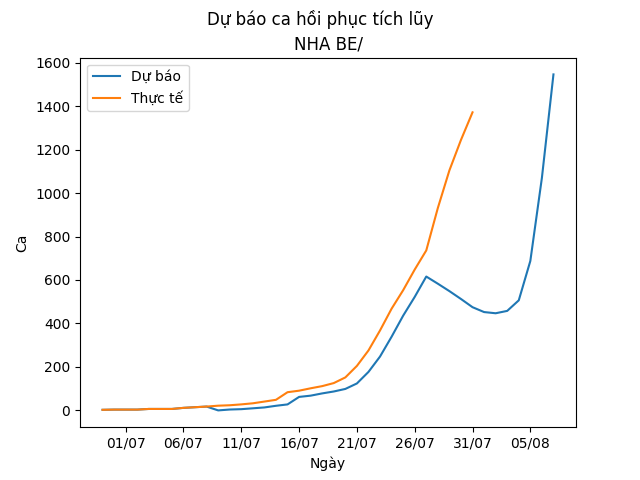 Dự báo ca hồi phục tích lũy
NHA BE/
Dự báo
Thực tế
1600
1400
1200
1000
800
600
400
200
0
Ca
01/07
06/07
11/07
16/07
21/07
26/07
31/07
05/08
Ngày